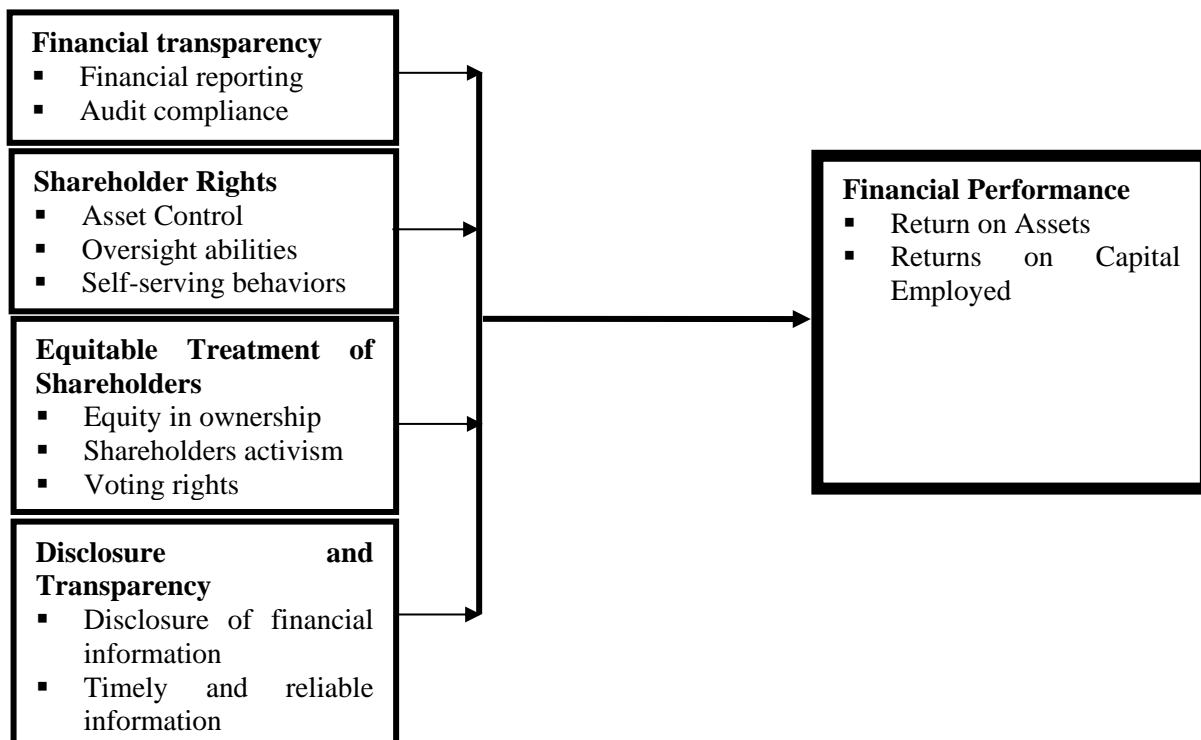 Financial transparency
▪ Financial reporting
▪ Audit compliance
Shareholder Rights
▪ Asset Control
▪ Oversight abilities
▪ Self-serving behaviors
Equitable Treatment of
Shareholders
▪ Equity in ownership
▪ Shareholders activism
▪ Voting rights
Disclosure and
Transparency
▪ Disclosure of financial
information
▪ Timely and reliable
information
Financial Performance
▪ Return on Assets
▪ Returns on Capital
Employed